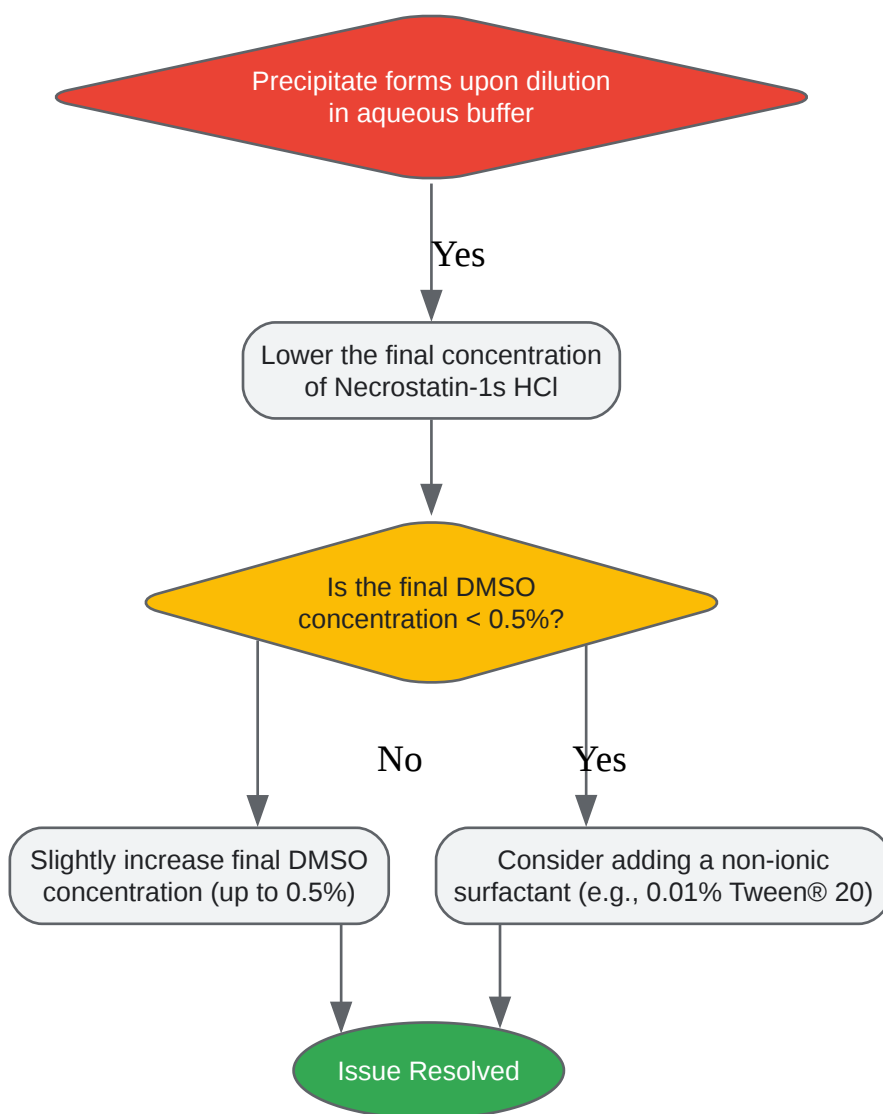 Precipitate forms upon dilution
in aqueous buffer
Yes
Lower the final concentration
of Necrostatin-1s HCl
Is the final DMSO
concentration < 0.5%?
No
Yes
Slightly increase final DMSO
concentration (up to 0.5%)
Consider adding a non-ionic
surfactant (e.g., 0.01% Tween® 20)
Issue Resolved